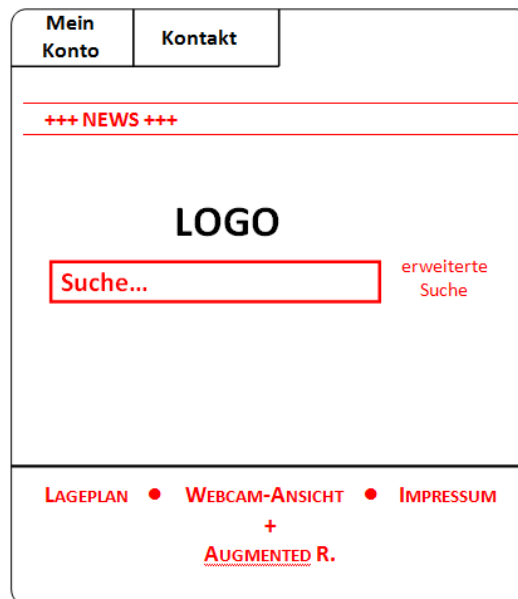 Mein
Konto
Kontakt
+++ NEWS +++
LOGO
Suche...
erweiterte
Suche
LAGEPLAN ● WEBCAM-ANSICHT ● IMPRESSUM
+
AUGMENTED R.